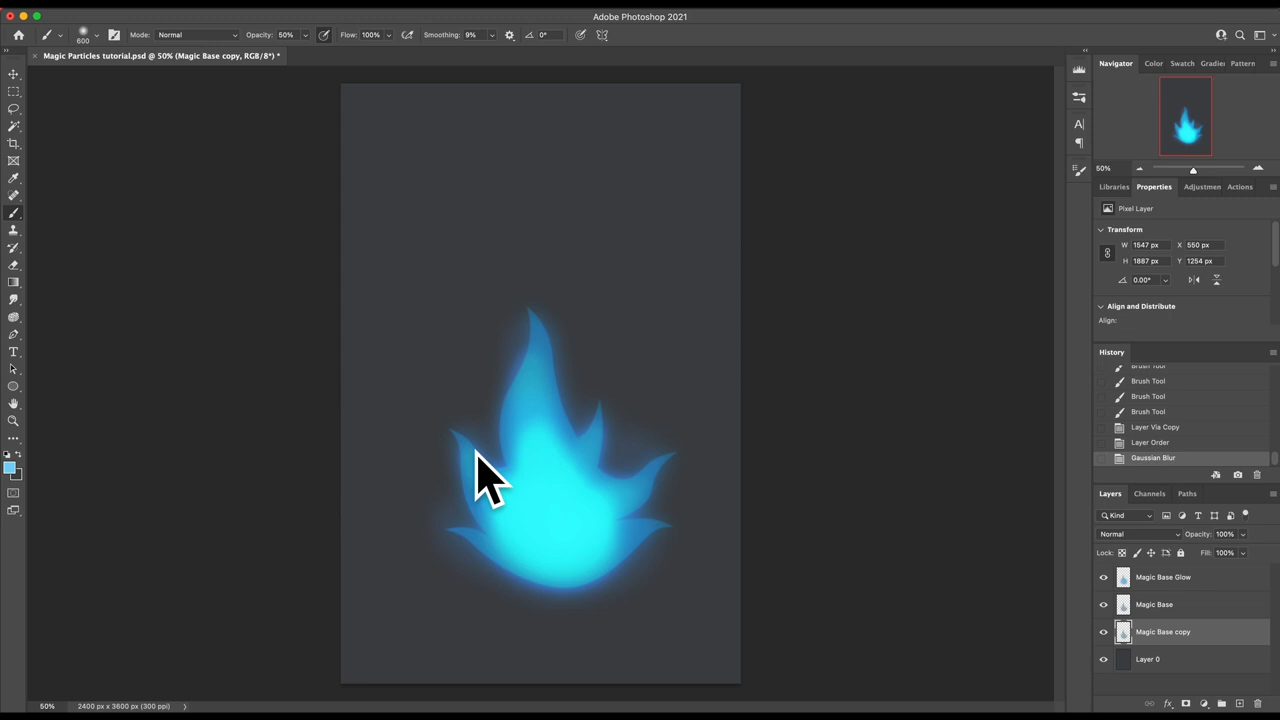 Adobe Photoshop 2021
600
Mode: Normal
Opacity: 50%
Flow: 100%
Smoothing: 9%
0°
Magic Particles tutorial.psd @ 50% (Magic Base copy, RGB/8*) *
Navigator
Color
Swatch
Gradie
Pattern
50%
Libraries
Properties
Adjustmen
Actions
Pixel Layer
Transform
W 1547 px X 550 px
H 1887 px Y 1254 px
0.00°
Align and Distribute
Align:
History
Brush Tool
Brush Tool
Brush Tool
Brush Tool
Layer Via Copy
Layer Order
Gaussian Blur
Layers
Channels
Paths
Kind
Normal
Opacity: 100%
Lock:
Fill: 100%
Magic Base Glow
Magic Base
Magic Base copy
Layer 0
fx
50%
2400 px x 3600 px (300 ppi)